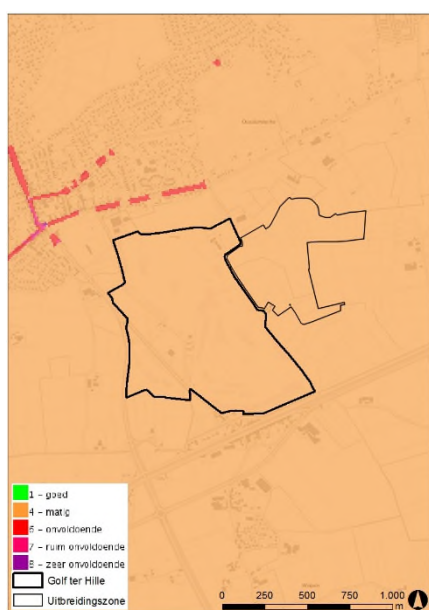 1 – goed
4 – matig
6 – onvoldoende
7 – ruim onvoldoende
8 – zeer onvoldoende
Golf ter Hille
Uitbreidingszone
0 250 500 750 1.000
m